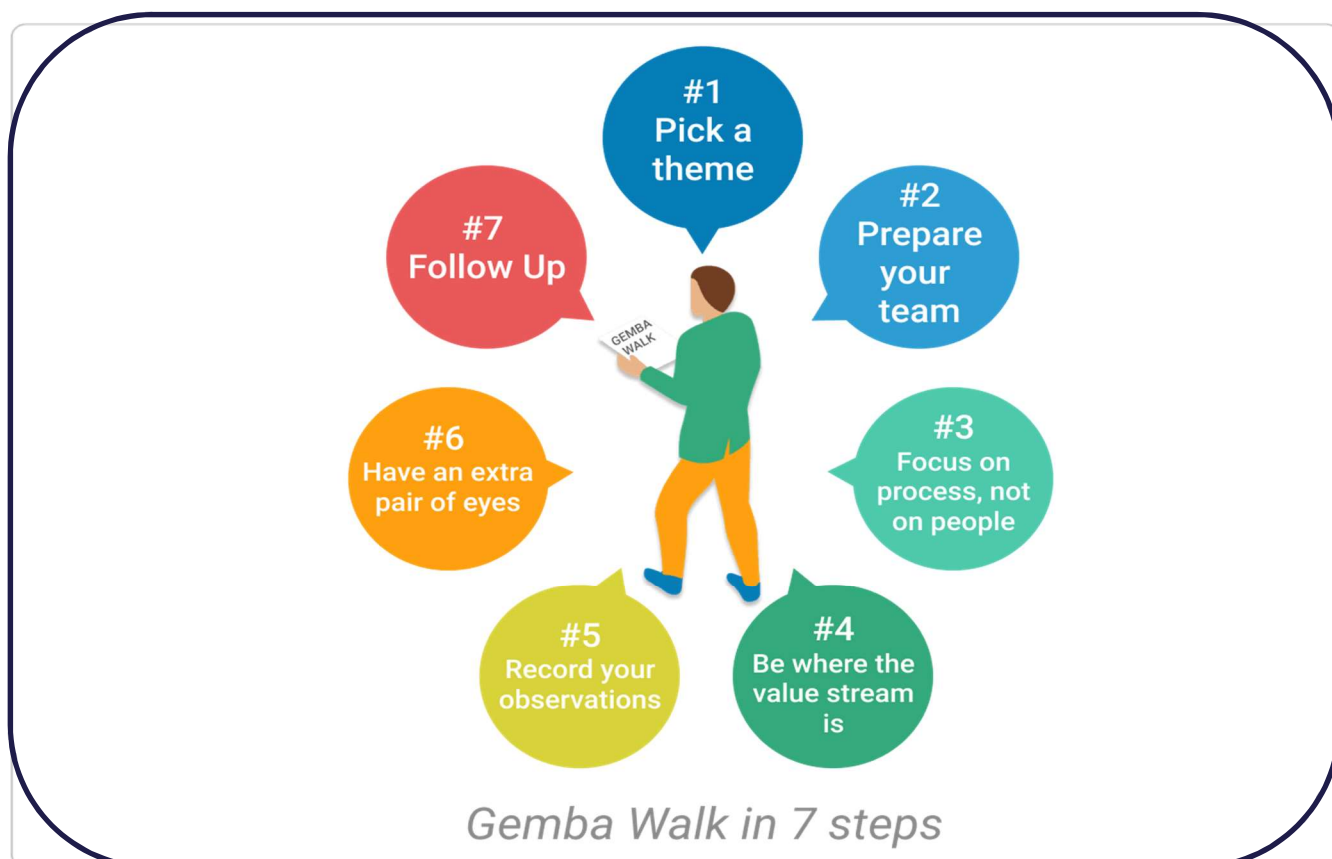 #1
Pick a
theme
#2
Prepare
your
team
#3
Focus on
process, not
on people
#4
Be where the
value stream
is
#5
Record your
observations
#6
Have an extra
pair of eyes
#7
Follow Up
GEMBA
WALK
Gemba Walk in 7 steps